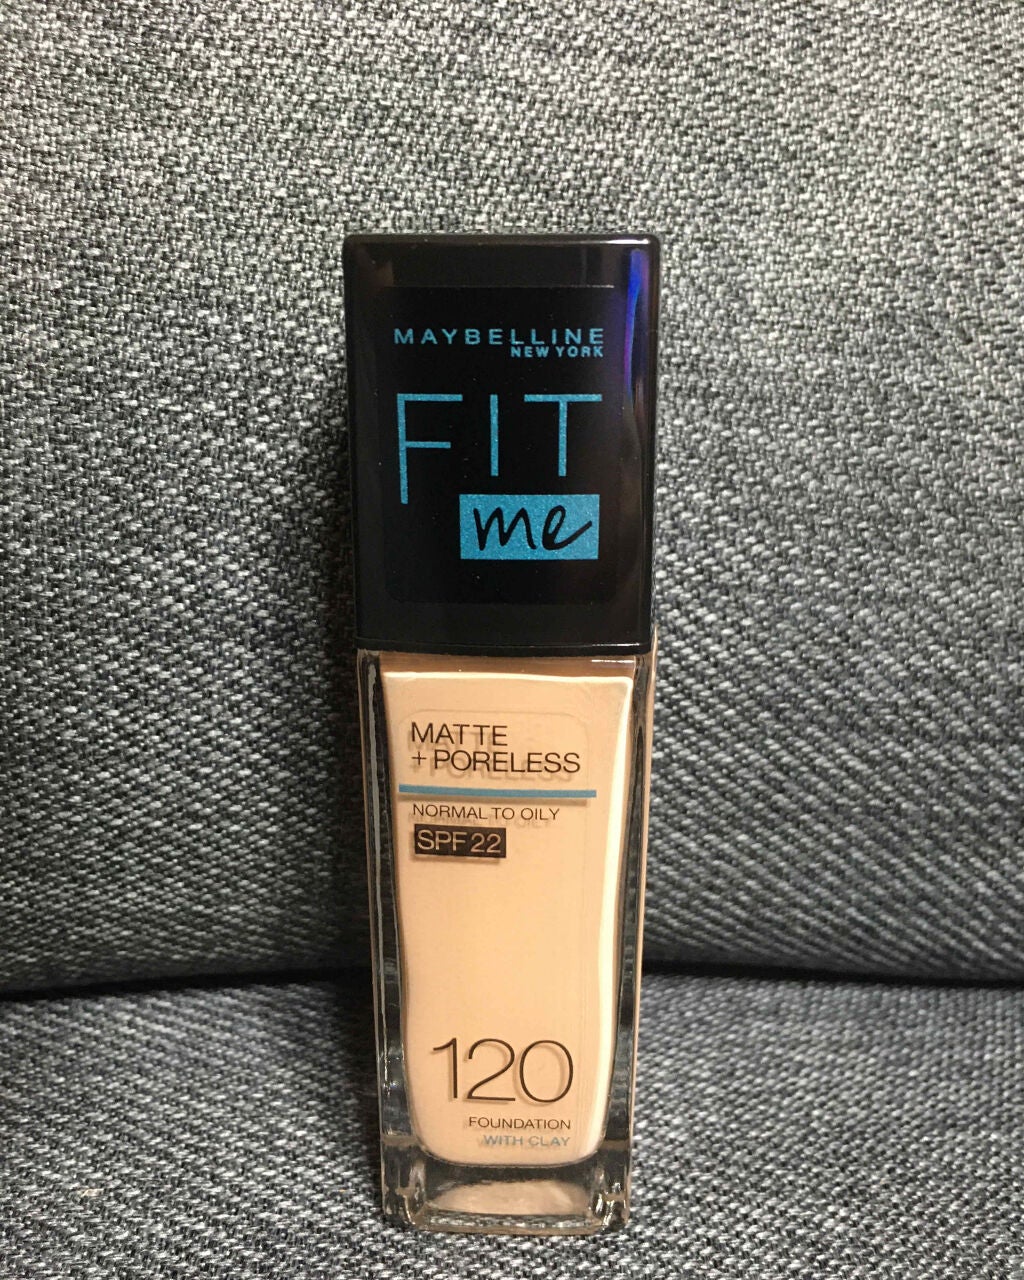 MAYBELLINE
NEW YORK
FIT
me
MATTE
+ PORELESS
NORMAL TO OILY
SPF 22
120
FOUNDATION
WITH CLAY